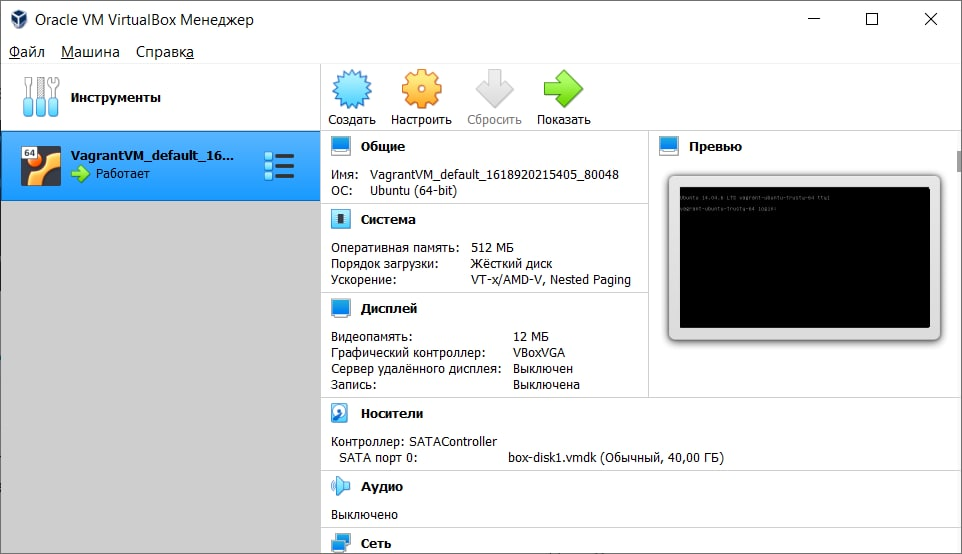 Oracle VM VirtualBox Менеджер
Файл Машина Справка
Инструменты
Создать Настроить Сбросить Показать
64
VagrantVM_default_16...
Работает
Общие
Имя: VagrantVM_default_1618920215405_80048
ОС: Ubuntu (64-bit)
Система
Оперативная память: 512 МБ
Порядок загрузки: Жёсткий диск
Ускорение: VT-x/AMD-V, Nested Paging
Дисплей
Видеопамять: 12 МБ
Графический контроллер: VBoxVGA
Сервер удалённого дисплея: Выключен
Запись: Выключена
Превью
Ubuntu 14.04.6 LTS vagrant-ubuntu-trusty-64 tty1
vagrant-ubuntu-trusty-64 login:
Носители
Контроллер: SATAController
SATA порт 0: box-disk1.vmdk (Обычный, 40,00 ГБ)
Аудио
Выключено
Сеть